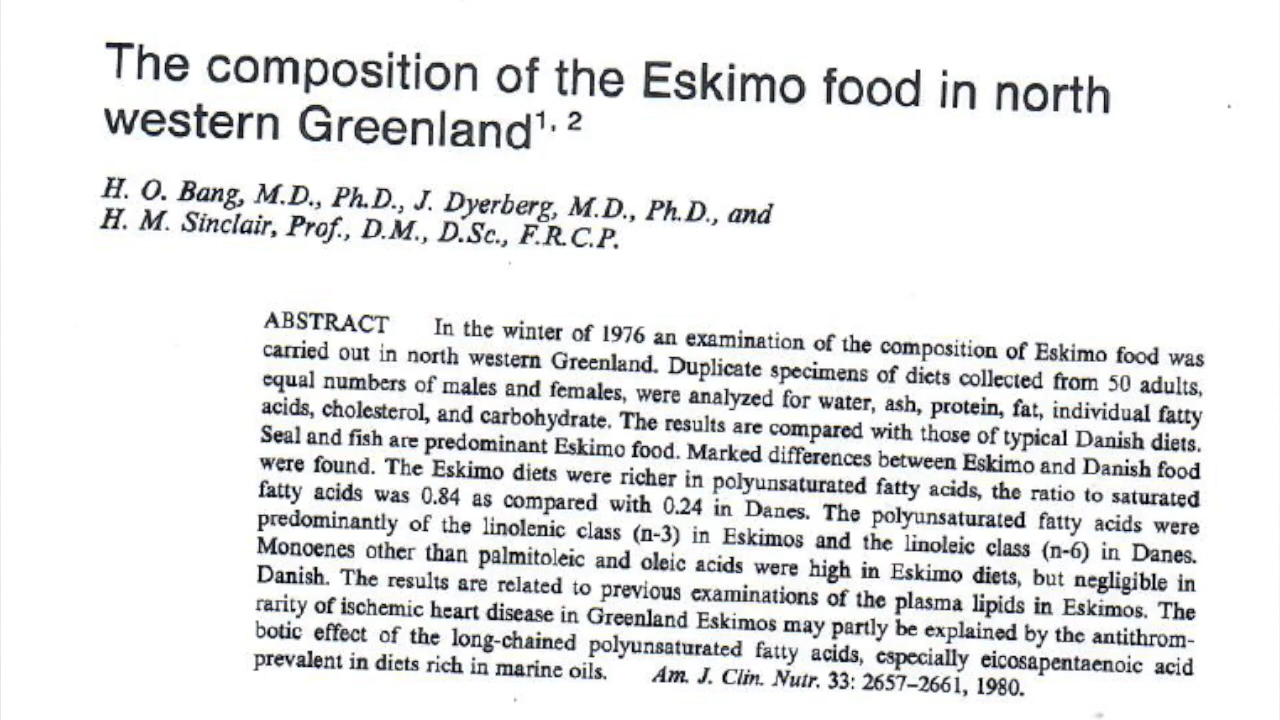 The composition of the Eskimo food in north
western Greenland1, 2
H. O. Bang, M.D., Ph.D., J. Dyerberg, M.D., Ph.D., and
H. M. Sinclair, Prof., D.M., D.Sc., F.R.C.P.
ABSTRACT In the winter of 1976 an examination of the composition of Eskimo food was
carried out in north western Greenland. Duplicate specimens of diets collected from 50 adults,
equal numbers of males and females, were analyzed for water, ash, protein, fat, individual fatty
acids, cholesterol, and carbohydrate. The results are compared with those of typical Danish diets.
Seal and fish are predominant Eskimo food. Marked differences between Eskimo and Danish food
were found. The Eskimo diets were richer in polyunsaturated fatty acids, the ratio to saturated
fatty acids was 0.84 as compared with 0.24 in Danes. The polyunsaturated fatty acids were
predominantly of the linolenic class (n-3) in Eskimos and the linoleic class (n-6) in Danes.
Monoenes other than palmitoleic and oleic acids were high in Eskimo diets, but negligible in
Danish. The results are related to previous examinations of the plasma lipids in Eskimos. The
rarity of ischemic heart disease in Greenland Eskimos may partly be explained by the antithrom-
botic effect of the long-chained polyunsaturated fatty acids, especially eicosapentaenoic acid
prevalent in diets rich in marine oils. Am. J. Clin. Nutr. 33: 2657–2661, 1980.